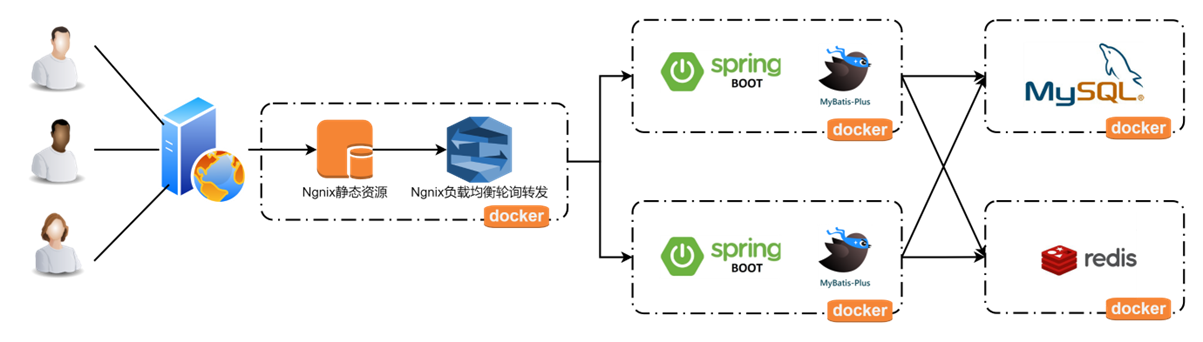 Ngnix静态资源
Ngnix负载均衡轮询转发
docker
spring
BOOT
MyBatis-Plus
docker
spring
BOOT
MyBatis-Plus
docker
MySQL®
docker
redis
docker